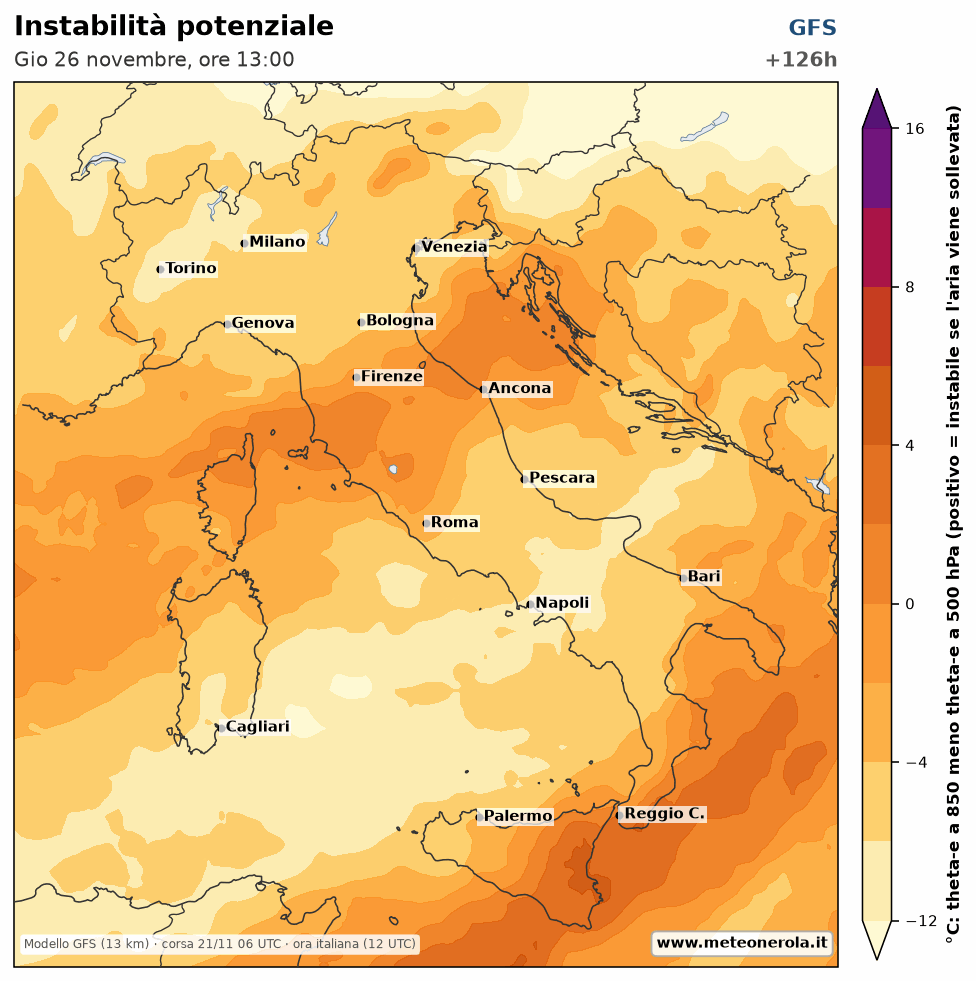 Instabilità potenziale
GFS
Gio 26 novembre, ore 13:00
+126h
Milano
Venezia
Torino
Genova
Bologna
Firenze
Ancona
Pescara
Roma
Bari
Napoli
Cagliari
Palermo
Reggio C.
Modello GFS (13 km) · corsa 21/11 06 UTC · ora italiana (12 UTC)
www.meteonerola.it
16
8
4
0
−4
−12
°C: theta-e a 850 meno theta-e a 500 hPa (positivo = instabile se l'aria viene sollevata)